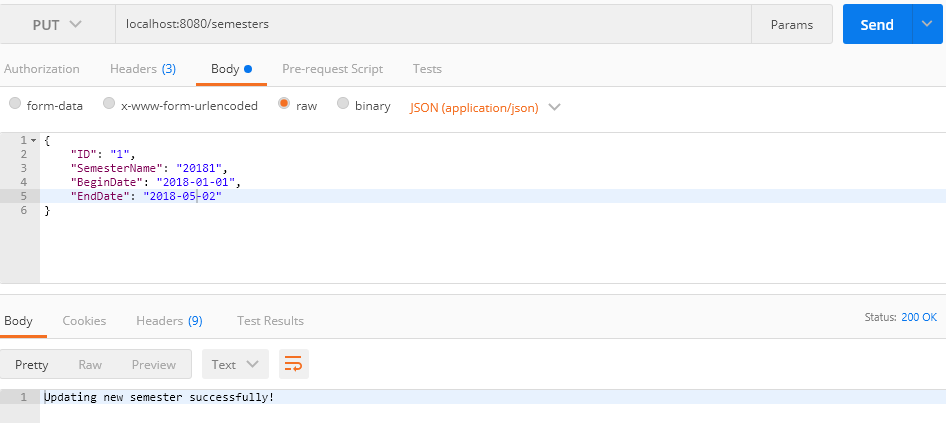 PUT localhost:8080/semesters Params Send
Authorization Headers (3) Body Pre-request Script Tests
form-data x-www-form-urlencoded raw binary JSON (application/json)
1 {
2 "ID": "1",
3 "SemesterName": "20181",
4 "BeginDate": "2018-01-01",
5 "EndDate": "2018-05-02"
6 }
Body Cookies Headers (9) Test Results Status: 200 OK
Pretty Raw Preview Text
1 Updating new semester successfully!